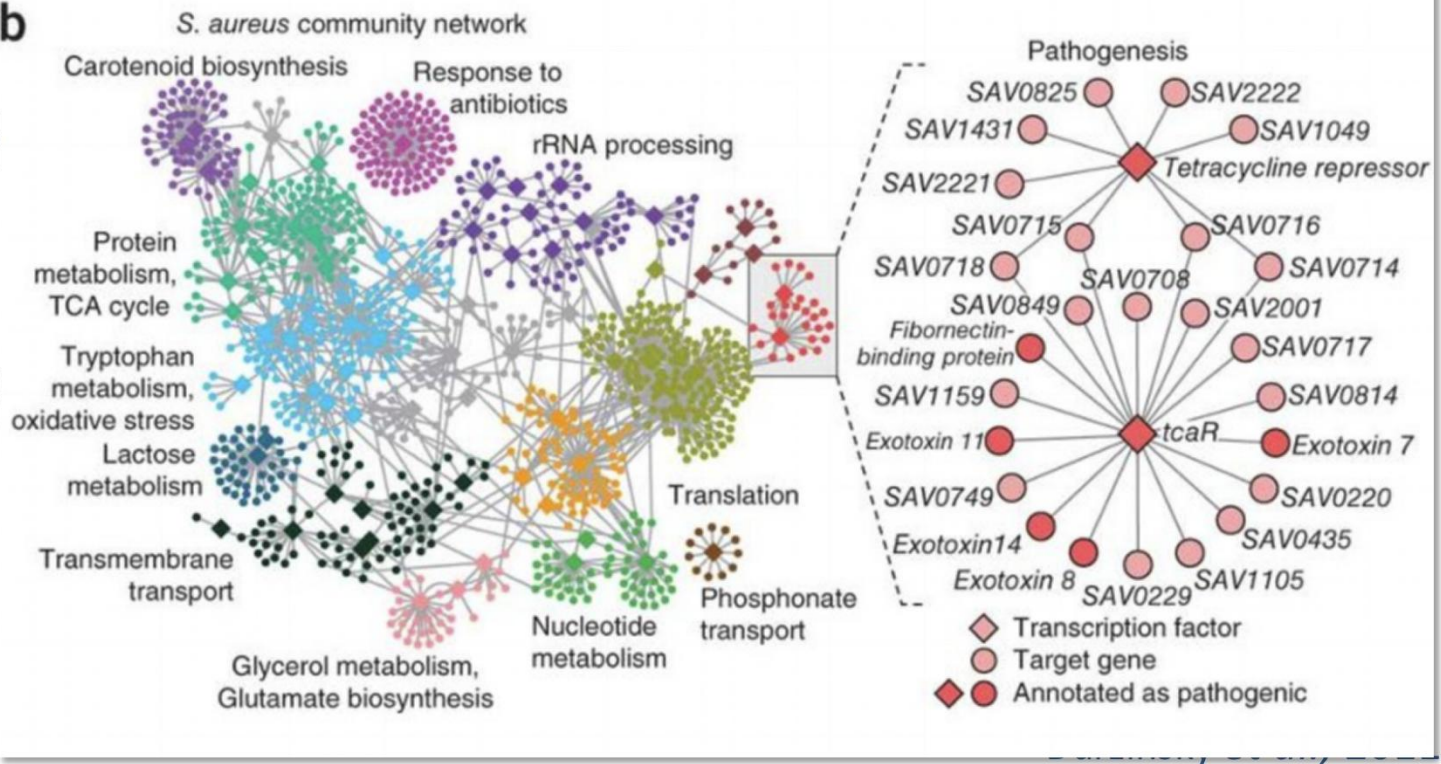 b
S. aureus community network
Carotenoid biosynthesis
Response to
antibiotics
rRNA processing
Protein
metabolism,
TCA cycle
Tryptophan
metabolism,
oxidative stress
Lactose
metabolism
Transmembrane
transport
Glycerol metabolism,
Glutamate biosynthesis
Nucleotide
metabolism
Translation
Phosphonate
transport
Pathogenesis
SAV0825
SAV2222
SAV1431
SAV1049
Tetracycline repressor
SAV2221
SAV0715
SAV0716
SAV0718
SAV0708
SAV0714
SAV0849
SAV2001
Fibornectin-
binding protein
SAV0717
SAV1159
SAV0814
Exotoxin 11
tcaR
Exotoxin 7
SAV0749
SAV0220
Exotoxin14
SAV0435
Exotoxin 8
SAV0229
SAV1105
Transcription factor
Target gene
Annotated as pathogenic